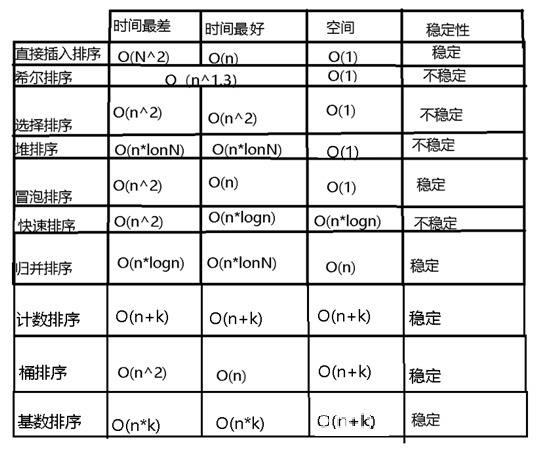 时间最差 时间最好 空间 稳定性
直接插入排序 O(N^2) O(n) O(1) 稳定
希尔排序 O（n^1.3) O(1) 不稳定
选择排序 O(n^2) O(n^2) O(1) 不稳定
堆排序 O(n*lonN) O(n*lonN) O(1) 不稳定
冒泡排序 O(n^2) O(n) O(1) 稳定
快速排序 O(n^2) O(n*logn) O(n*logn) 不稳定
归并排序 O(n*logn) O(n*lonN) O(n) 稳定
计数排序 O(n+k) O(n+k) O(n+k) 稳定
桶排序 O(n^2) O(n) O(n+k) 稳定
基数排序 O(n*k) O(n*k) O(n+k) 稳定